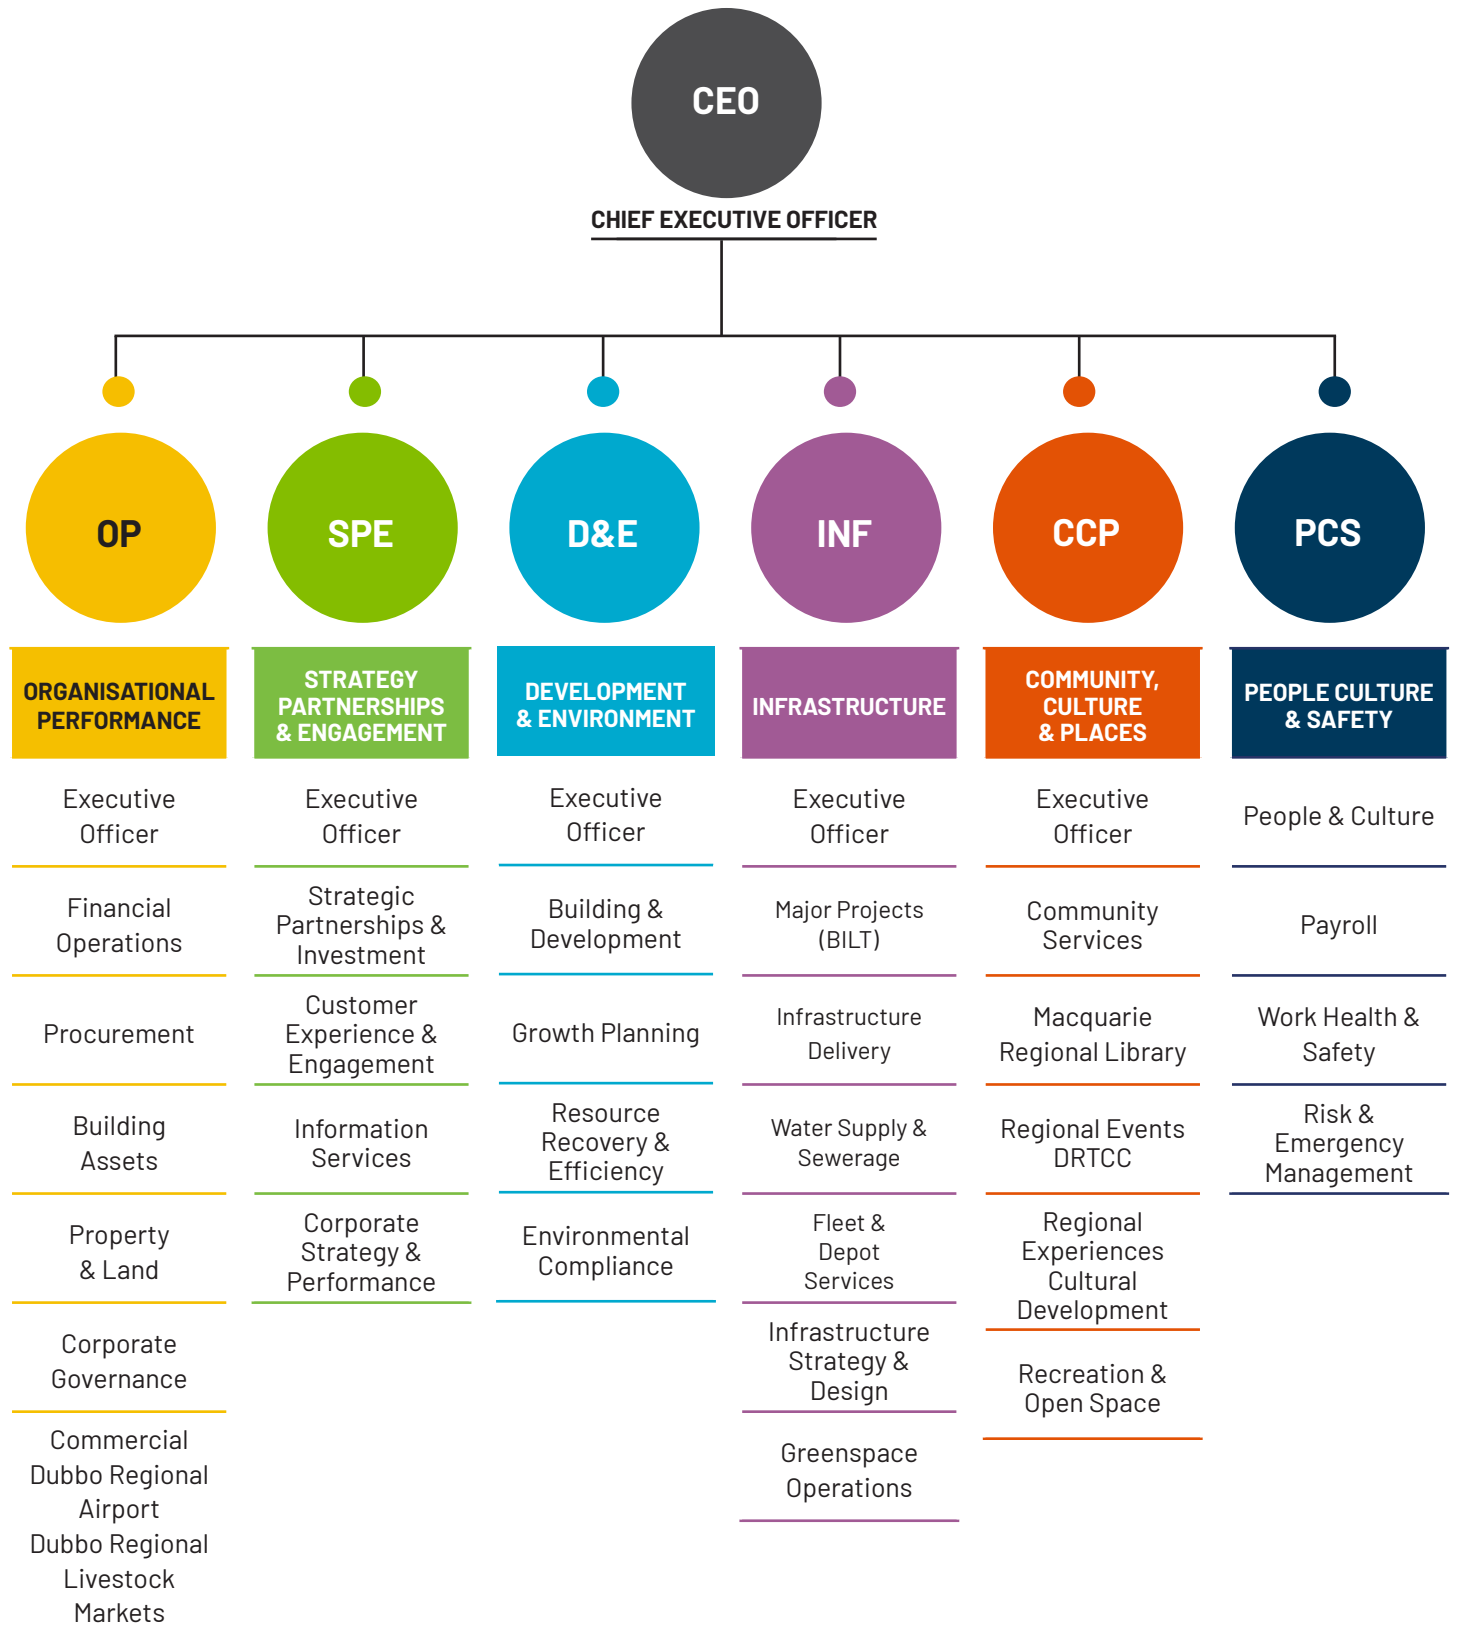 CEO
CHIEF EXECUTIVE OFFICER
OP
ORGANISATIONAL
PERFORMANCE
Executive
Officer
Financial
Operations
Procurement
Building
Assets
Property
& Land
Corporate
Governance
Commercial
Dubbo Regional
Airport
Dubbo Regional
Livestock
Markets
SPE
STRATEGY
PARTNERSHIPS
& ENGAGEMENT
Executive
Officer
Strategic
Partnerships &
Investment
Customer
Experience &
Engagement
Information
Services
Corporate
Strategy &
Performance
D&E
DEVELOPMENT
& ENVIRONMENT
Executive
Officer
Building &
Development
Growth Planning
Resource
Recovery &
Efficiency
Environmental
Compliance
INF
INFRASTRUCTURE
Executive
Officer
Major Projects
(BILT)
Infrastructure
Delivery
Water Supply &
Sewerage
Fleet &
Depot
Services
Infrastructure
Strategy &
Design
Greenspace
Operations
CCP
COMMUNITY,
CULTURE
& PLACES
Executive
Officer
Community
Services
Macquarie
Regional Library
Regional Events
DRTCC
Regional
Experiences
Cultural
Development
Recreation &
Open Space
PCS
PEOPLE CULTURE
& SAFETY
People & Culture
Payroll
Work Health &
Safety
Risk &
Emergency
Management